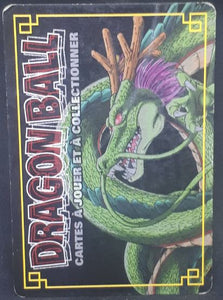 DRAGON BALL
CARTES À JOUER ET À COLLECTIONNER